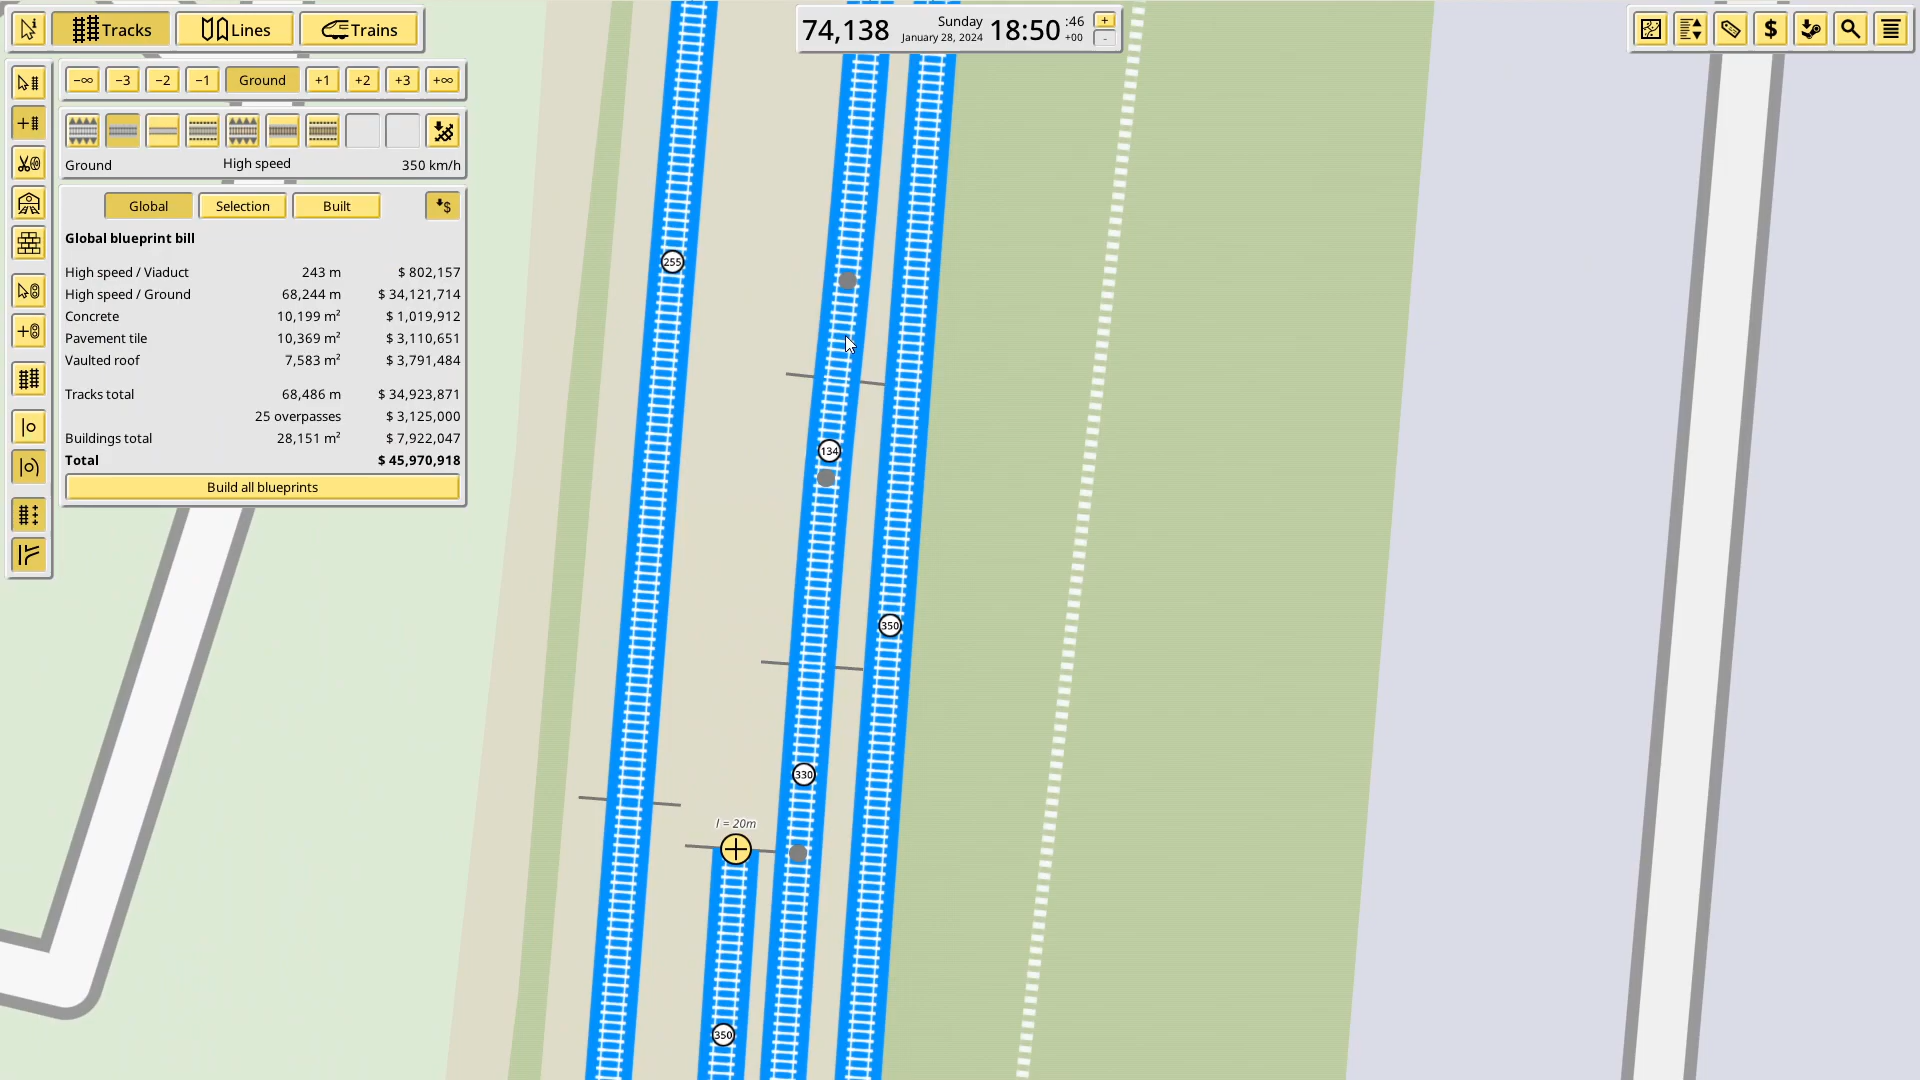 Tracks
Lines
Trains
74,138
Sunday
January 28, 2024
18:50
:46
+00
+
-
$
−∞
−3
−2
−1
Ground
+1
+2
+3
+∞
Ground
High speed
350 km/h
Global
Selection
Built
$
Global blueprint bill
High speed / Viaduct 243 m $ 802,157
High speed / Ground 68,244 m $ 34,121,714
Concrete 10,199 m² $ 1,019,912
Pavement tile 10,369 m² $ 3,110,651
Vaulted roof 7,583 m² $ 3,791,484
Tracks total 68,486 m $ 34,923,871
25 overpasses $ 3,125,000
Buildings total 28,151 m² $ 7,922,047
Total $ 45,970,918
Build all blueprints
255
134
350
330
l = 20m
350